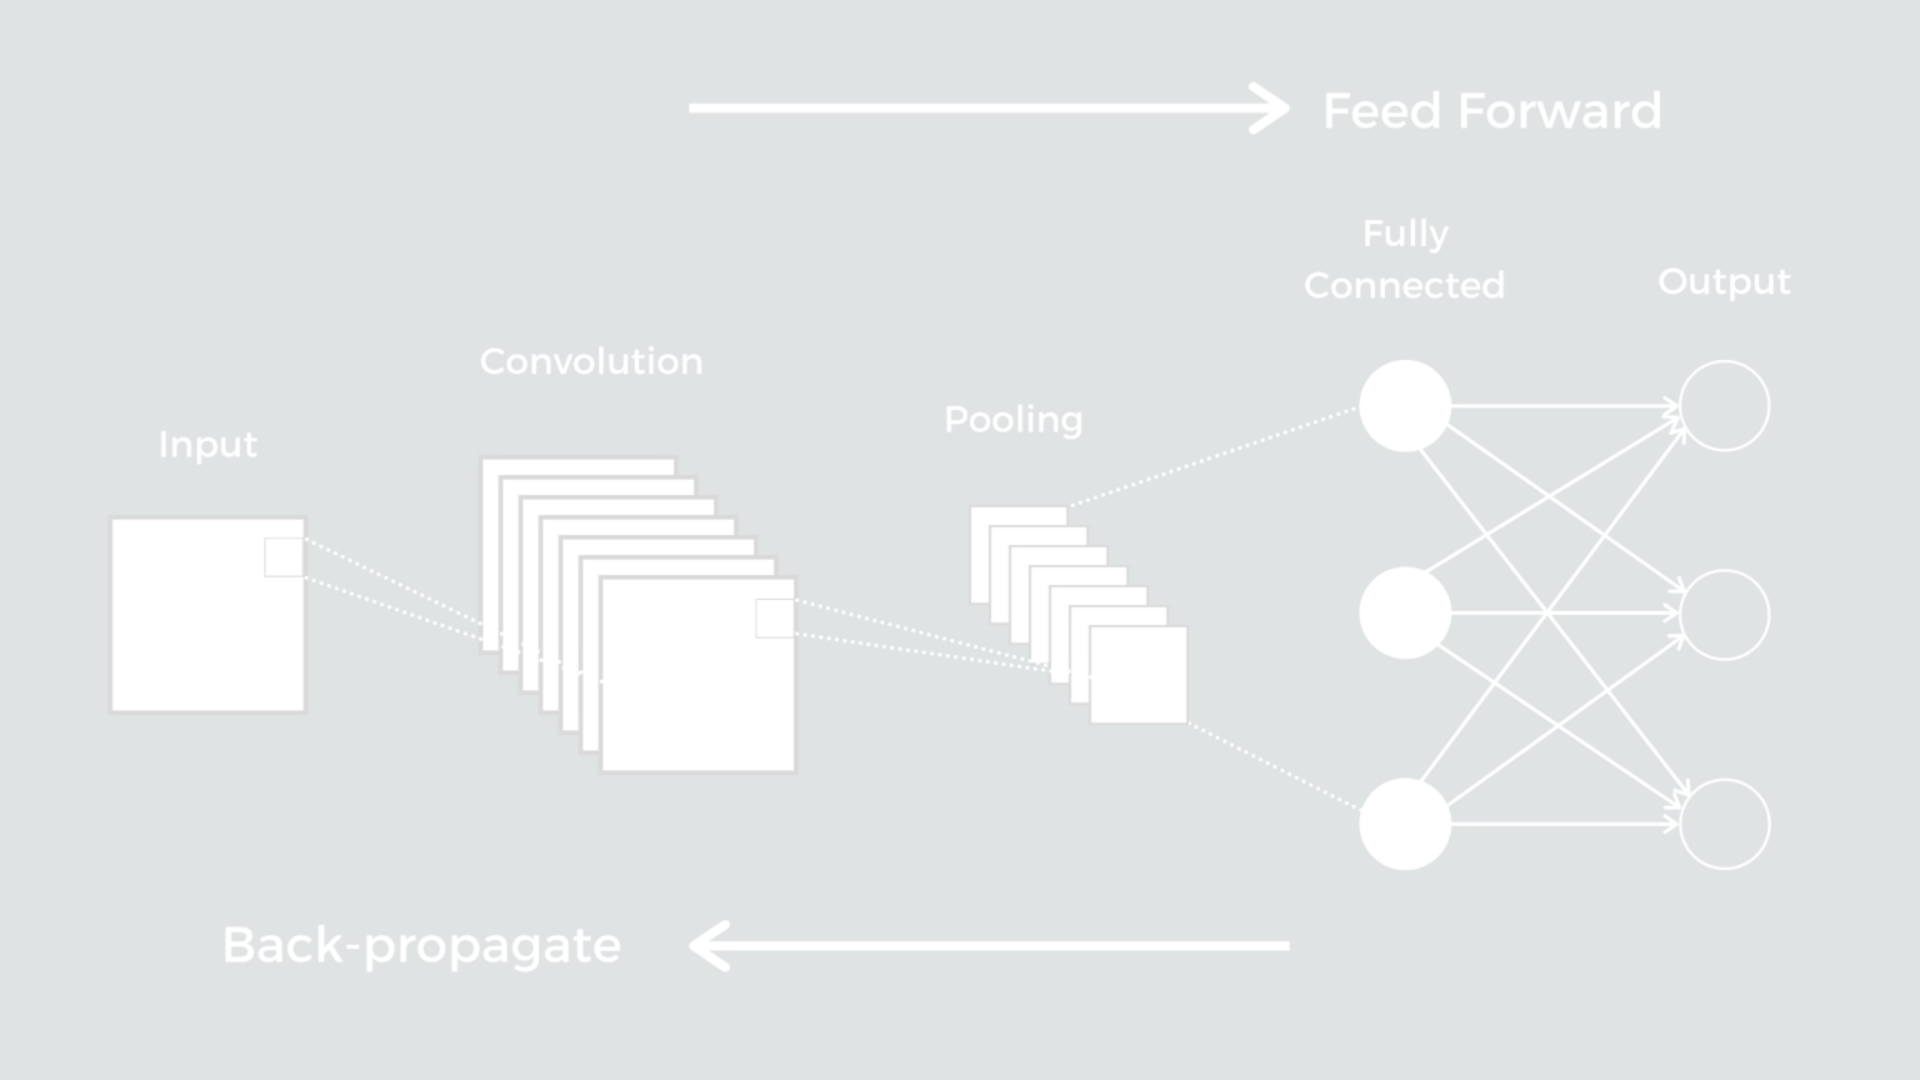 Feed Forward
Fully
Connected
Output
Convolution
Pooling
Input
Back-propagate